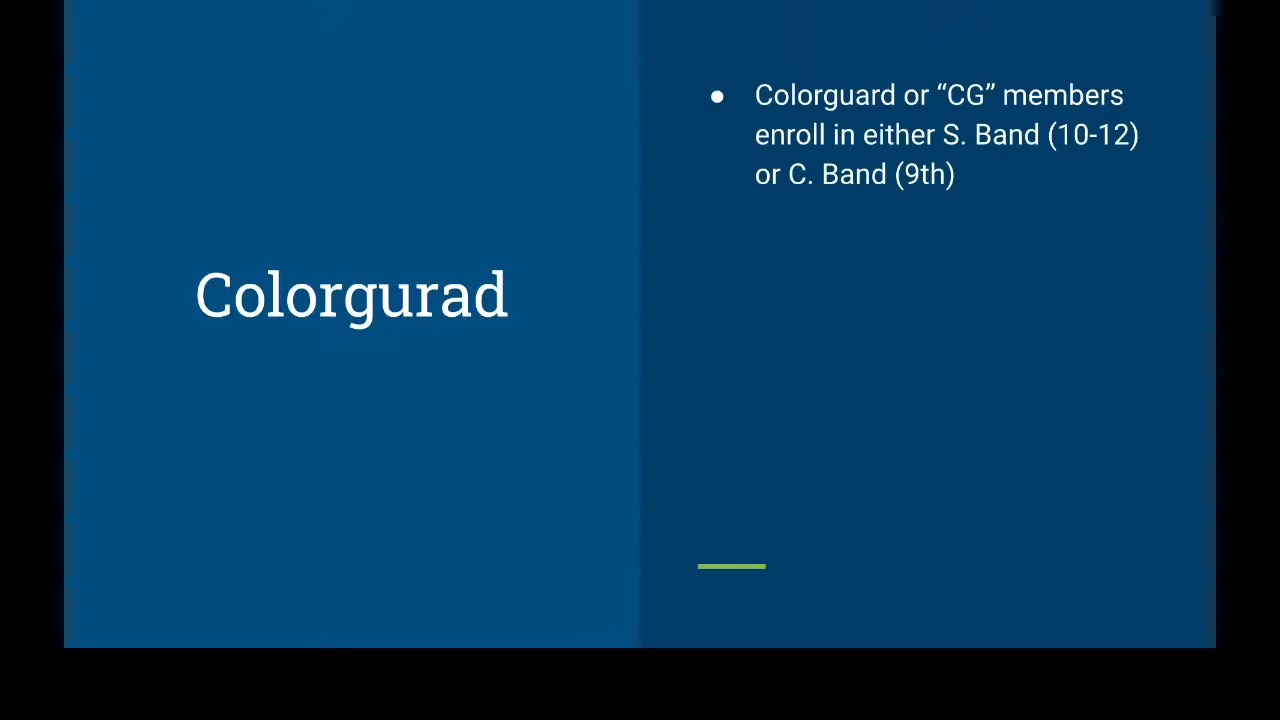 Colorgurad
● Colorguard or “CG” members
enroll in either S. Band (10-12)
or C. Band (9th)